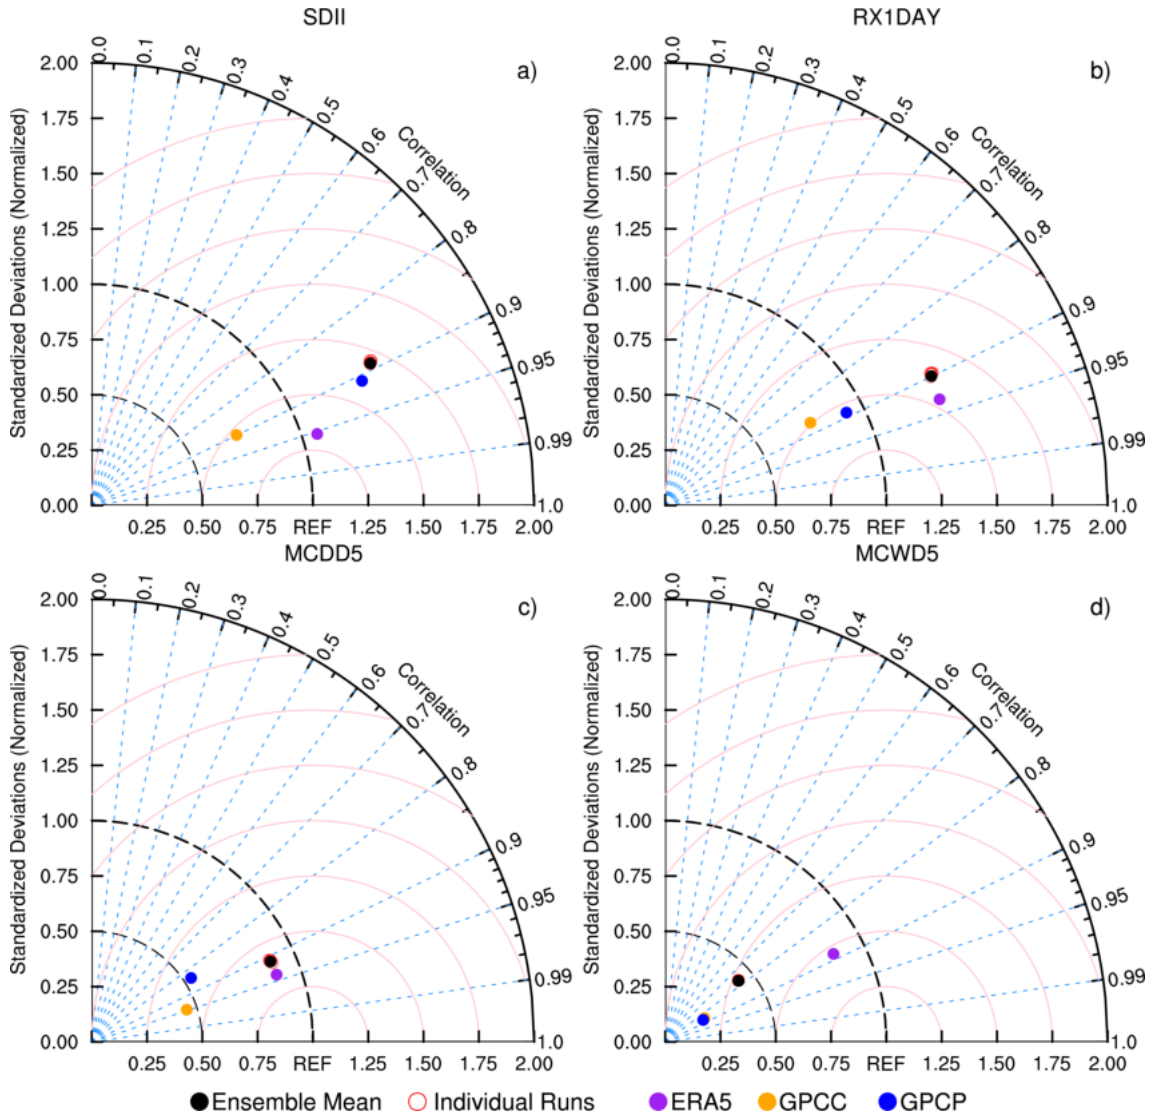 SDII
RX1DAY
a)
b)
0.0 0.1 0.2 0.3 0.4 0.5 0.6 0.7 0.8 0.9 0.95 0.99 1.0
Correlation
Standardized Deviations (Normalized)
2.00
1.75
1.50
1.25
1.00
0.75
0.50
0.25
0.00
0.25 0.50 0.75 REF 1.25 1.50 1.75 2.00
0.0 0.1 0.2 0.3 0.4 0.5 0.6 0.7 0.8 0.9 0.95 0.99 1.0
Correlation
Standardized Deviations (Normalized)
2.00
1.75
1.50
1.25
1.00
0.75
0.50
0.25
0.00
0.25 0.50 0.75 REF 1.25 1.50 1.75 2.00
MCDD5
MCWD5
c)
d)
0.0 0.1 0.2 0.3 0.4 0.5 0.6 0.7 0.8 0.9 0.95 0.99 1.0
Correlation
Standardized Deviations (Normalized)
2.00
1.75
1.50
1.25
1.00
0.75
0.50
0.25
0.00
0.25 0.50 0.75 REF 1.25 1.50 1.75 2.00
0.0 0.1 0.2 0.3 0.4 0.5 0.6 0.7 0.8 0.9 0.95 0.99 1.0
Correlation
Standardized Deviations (Normalized)
2.00
1.75
1.50
1.25
1.00
0.75
0.50
0.25
0.00
0.25 0.50 0.75 REF 1.25 1.50 1.75 2.00
Ensemble Mean Individual Runs ERA5 GPCC GPCP